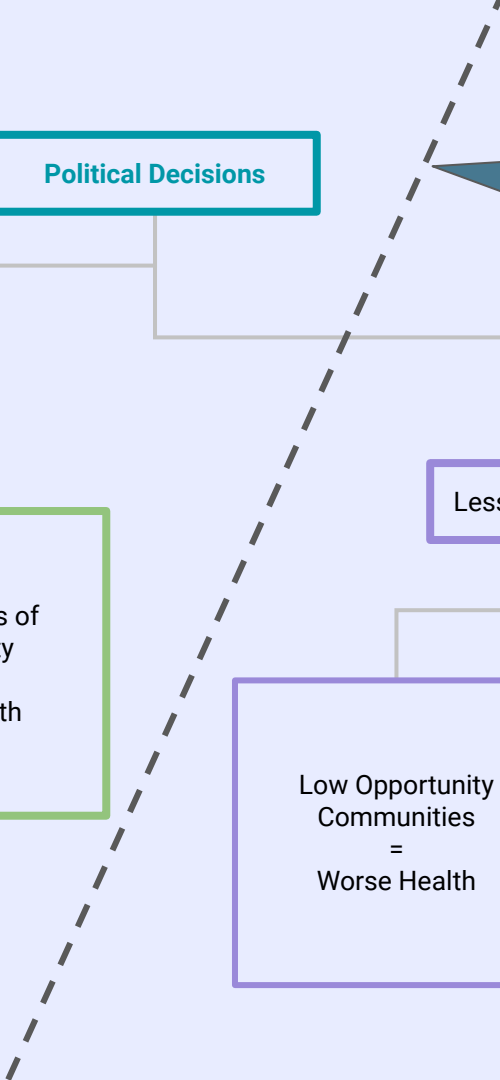 Political Decisions
Less
s of
y
th
Low Opportunity
Communities
=
Worse Health